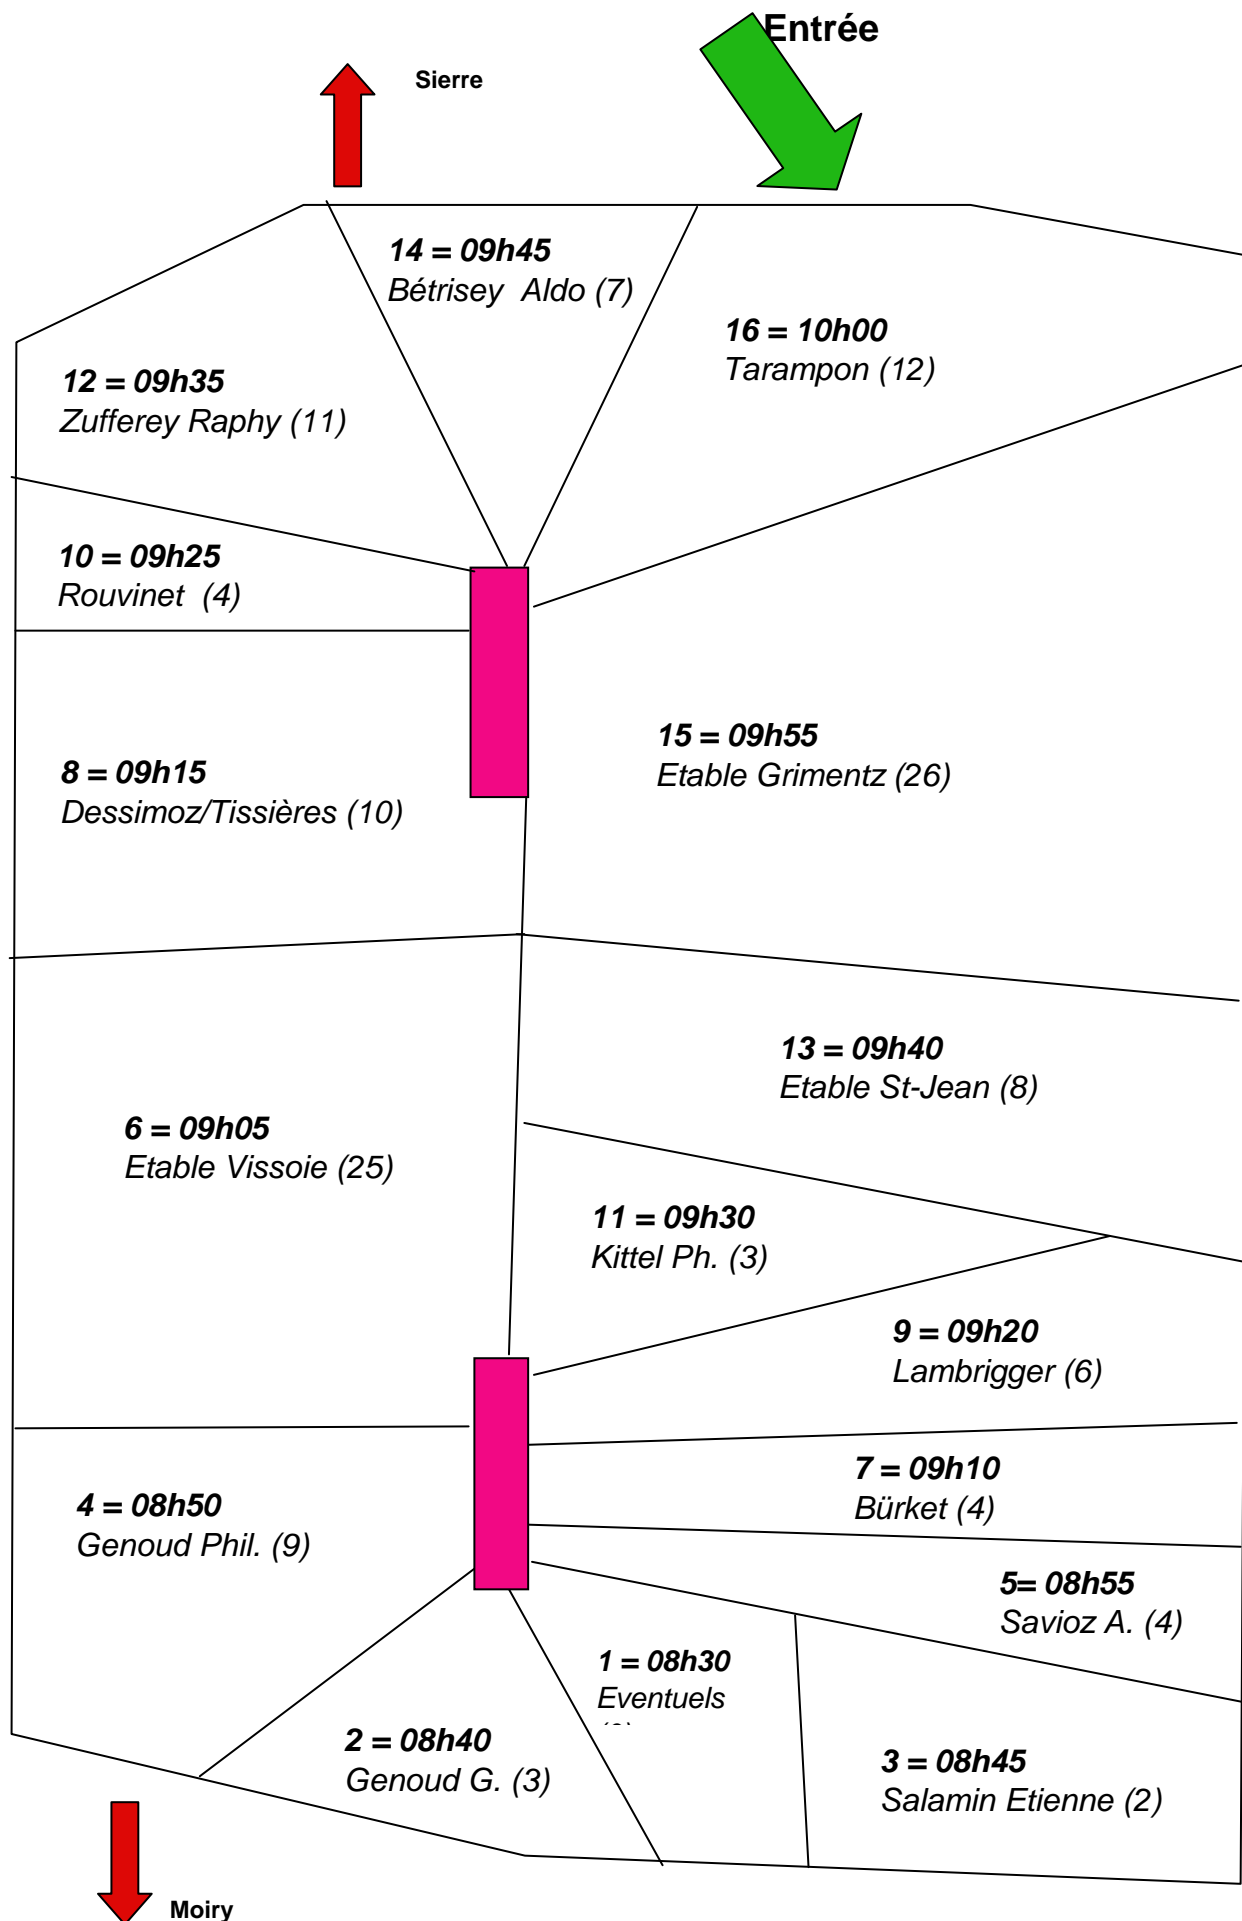 Entrée
Sierre
14 = 09h45
Bétrisey Aldo (7)
16 = 10h00
Tarampon (12)
12 = 09h35
Zufferey Raphy (11)
10 = 09h25
Rouvinet (4)
15 = 09h55
Etable Grimentz (26)
8 = 09h15
Dessimoz/Tissières (10)
13 = 09h40
Etable St-Jean (8)
6 = 09h05
Etable Vissoie (25)
11 = 09h30
Kittel Ph. (3)
9 = 09h20
Lambrigger (6)
7 = 09h10
Bürket (4)
4 = 08h50
Genoud Phil. (9)
5= 08h55
Savioz A. (4)
1 = 08h30
Eventuels
2 = 08h40
Genoud G. (3)
3 = 08h45
Salamin Etienne (2)
Moiry